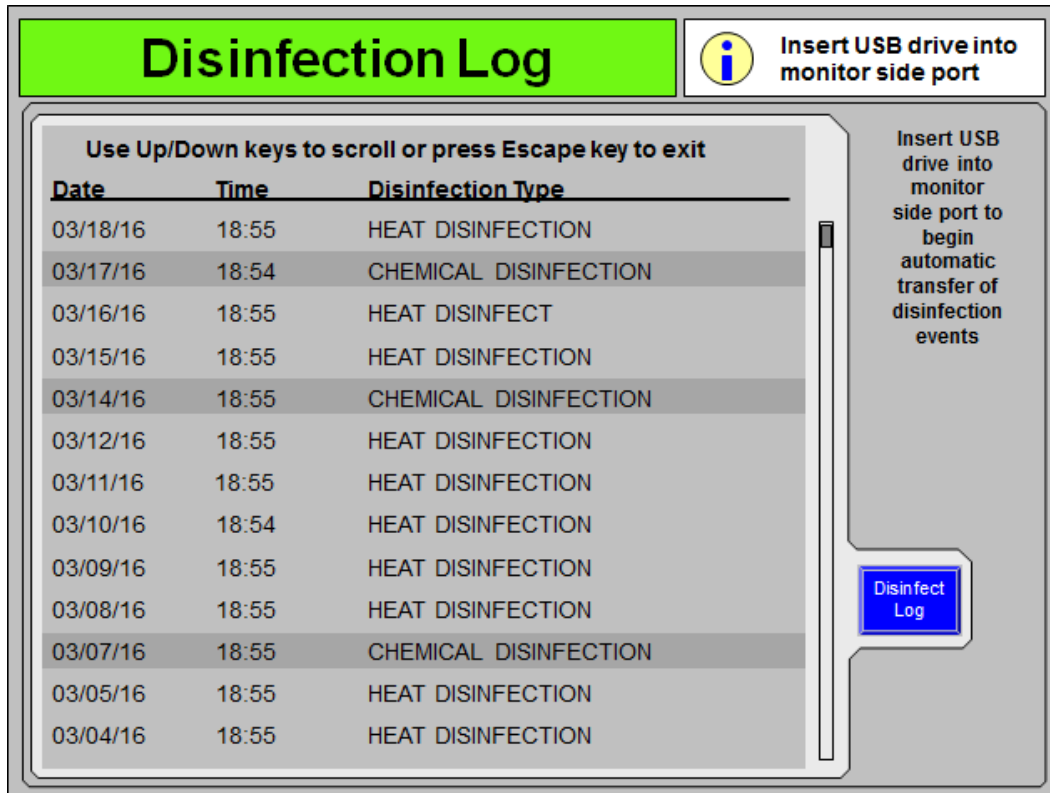 Disinfection Log
Insert USB drive into
monitor side port
Use Up/Down keys to scroll or press Escape key to exit
Date Time Disinfection Type
03/18/16 18:55 HEAT DISINFECTION
03/17/16 18:54 CHEMICAL DISINFECTION
03/16/16 18:55 HEAT DISINFECT
03/15/16 18:55 HEAT DISINFECTION
03/14/16 18:55 CHEMICAL DISINFECTION
03/12/16 18:55 HEAT DISINFECTION
03/11/16 18:55 HEAT DISINFECTION
03/10/16 18:54 HEAT DISINFECTION
03/09/16 18:55 HEAT DISINFECTION
03/08/16 18:55 HEAT DISINFECTION
03/07/16 18:55 CHEMICAL DISINFECTION
03/05/16 18:55 HEAT DISINFECTION
03/04/16 18:55 HEAT DISINFECTION
Insert USB
drive into
monitor
side port to
begin
automatic
transfer of
disinfection
events
Disinfect
Log